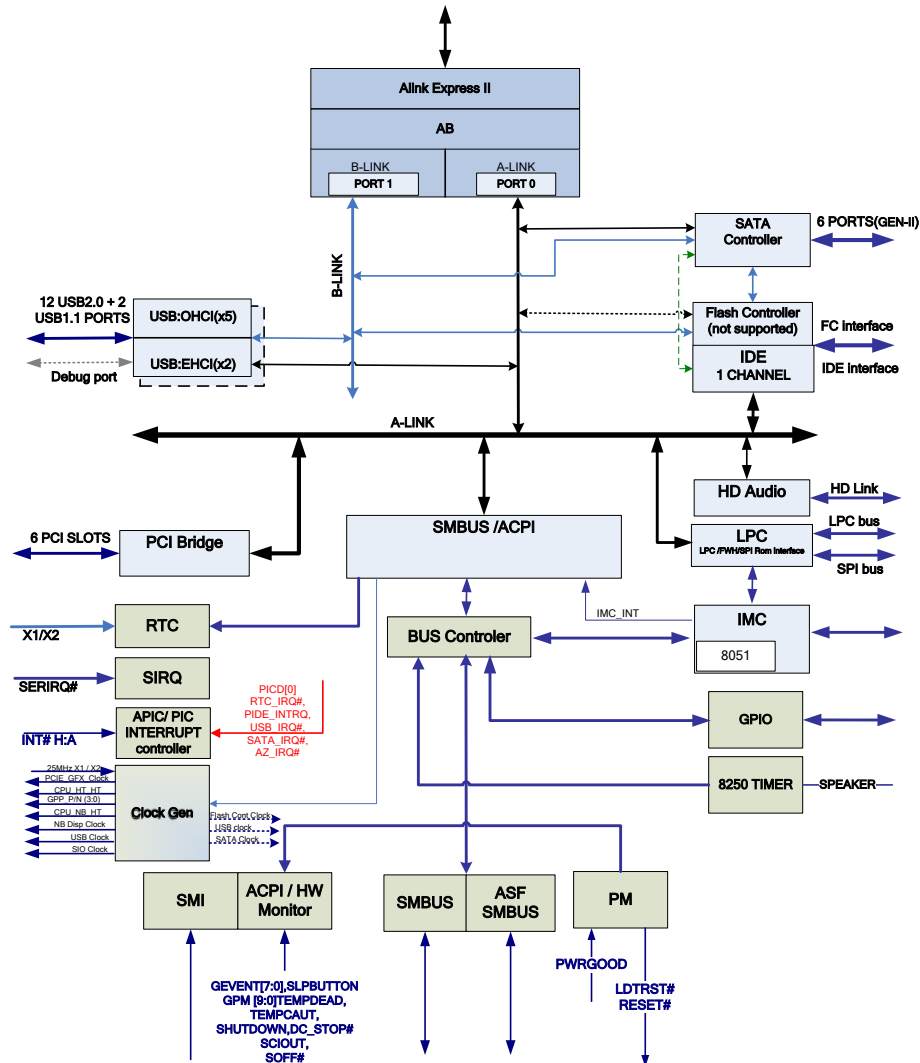 Alink Express II
AB
B-LINK
PORT 1
A-LINK
PORT 0
B-LINK
SATA
Controller
6 PORTS(GEN-II)
12 USB2.0 + 2
USB1.1 PORTS
USB:OHCI(x5)
USB:EHCI(x2)
Debug port
Flash Controller
(not supported)
IDE
1 CHANNEL
FC interface
IDE interface
A-LINK
HD Audio
HD Link
6 PCI SLOTS
PCI Bridge
SMBUS /ACPI
LPC
LPC /FWH/SPI Rom Interface
LPC bus
SPI bus
X1/X2
RTC
IMC_INT
BUS Controler
IMC
8051
SERIRQ#
SIRQ
INT# H:A
APIC/ PIC
INTERRUPT
controller
PICD[0]
RTC_IRQ#,
PIDE_INTRQ,
USB_IRQ#,
SATA_IRQ#,
AZ_IRQ#
GPIO
25MHz X1 / X2
PCIE_GFX_Clock
CPU_HT_HT
GPP_P/N (3:0)
CPU_NB_HT
NB Disp Clock
USB Clock
SIO Clock
Clock Gen
Flash Cont Clock
USB clock
SATA Clock
8250 TIMER
SPEAKER
SMI
ACPI / HW
Monitor
SMBUS
ASF
SMBUS
PM
PWRGOOD
LDTRST#
RESET#
GEVENT[7:0],SLPBUTTON
GPM [9:0]TEMPDEAD,
TEMPCAUT,
SHUTDOWN,DC_STOP#
SCIOUT,
SOFF#